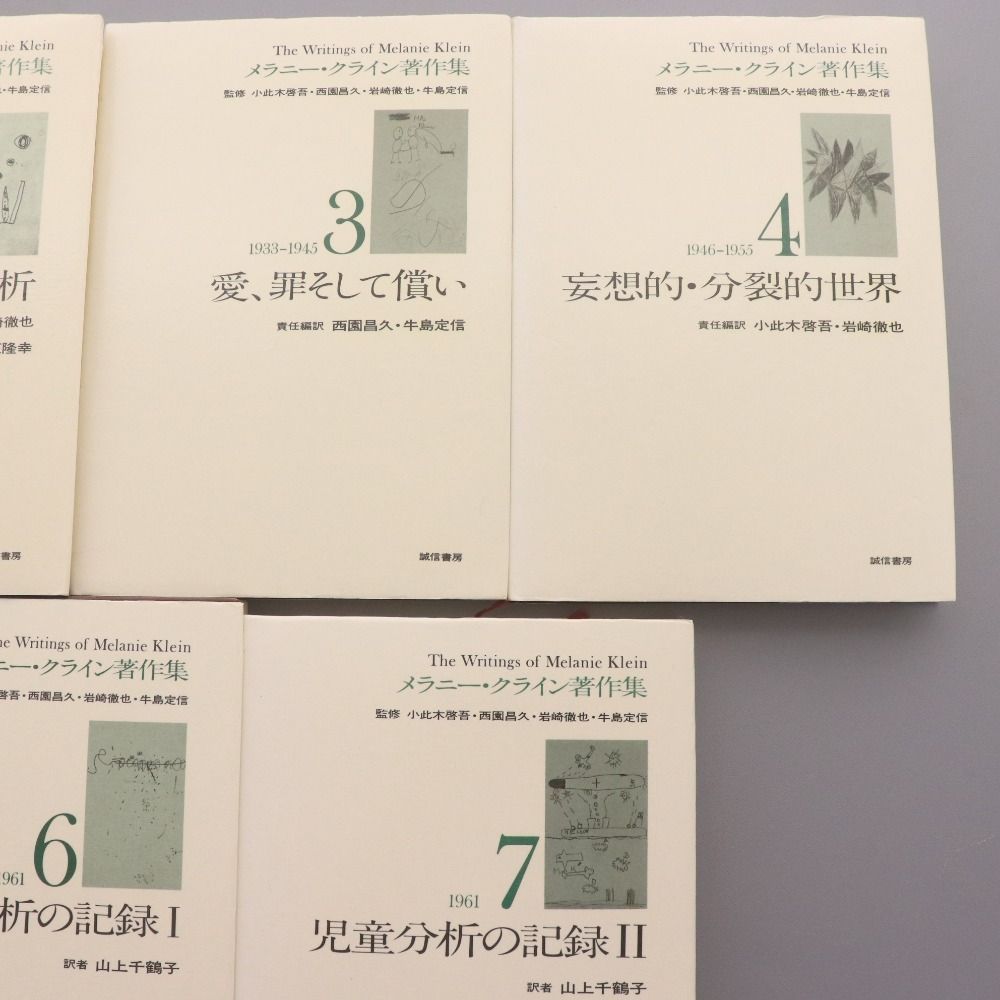 nie Klein
著作集
・牛島定信
析
崎徹也
隆幸
書房
The Writings of Melanie Klein
メラニー・クライン著作集
監修 小此木啓吾・西園昌久・岩崎徹也・牛島定信
1933-1945 3
愛、罪そして償い
責任編訳 西園昌久・牛島定信
誠信書房
The Writings of Melanie Klein
メラニー・クライン著作集
監修 小此木啓吾・西園昌久・岩崎徹也・牛島定信
1946-1955 4
妄想的・分裂的世界
責任編訳 小此木啓吾・岩崎徹也
誠信書房
he Writings of Melanie Klein
ニー・クライン著作集
啓吾・西園昌久・岩崎徹也・牛島定信
1961 6
析の記録 I
訳者 山上千鶴子
The Writings of Melanie Klein
メラニー・クライン著作集
監修 小此木啓吾・西園昌久・岩崎徹也・牛島定信
1961 7
児童分析の記録 II
訳者 山上千鶴子